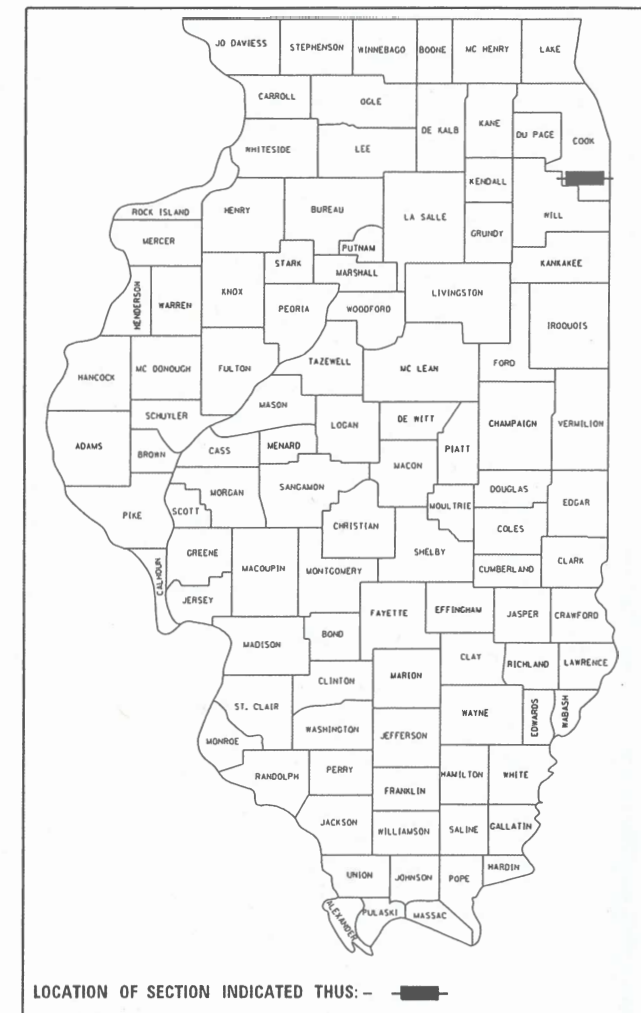 JO DAVIESS STEPHENSON WINNEBAGO BOONE MC HENRY LAKE
CARROLL OGLE DE KALB KANE DU PAGE COOK
WHITESIDE LEE KENDALL WILL
ROCK ISLAND HENRY BUREAU LA SALLE GRUNDY
MERCER PUTNAM
STARK MARSHALL KANKAKEE
HENDERSON WARREN KNOX PEORIA WOODFORD LIVINGSTON IROQUOIS
HANCOCK MC DONOUGH FULTON TAZEWELL MC LEAN FORD
SCHUYLER MASON LOGAN DE WITT CHAMPAIGN VERMILION
ADAMS BROWN CASS MENARD MACON PIATT
PIKE SCOTT MORGAN SANGAMON CHRISTIAN MOULTRIE DOUGLAS EDGAR
COLES
CALHOUN GREENE MACOUPIN MONTGOMERY SHELBY CUMBERLAND CLARK
JERSEY FAYETTE EFFINGHAM JASPER CRAWFORD
MADISON BOND CLAY RICHLAND LAWRENCE
CLINTON MARION
ST. CLAIR WASHINGTON JEFFERSON WAYNE EDWARDS WABASH
MONROE
RANDOLPH PERRY FRANKLIN HAMILTON WHITE
JACKSON WILLIAMSON SALINE GALLATIN
UNION JOHNSON POPE HARDIN
ALEXANDER PULASKI MASSAC
LOCATION OF SECTION INDICATED THUS: –